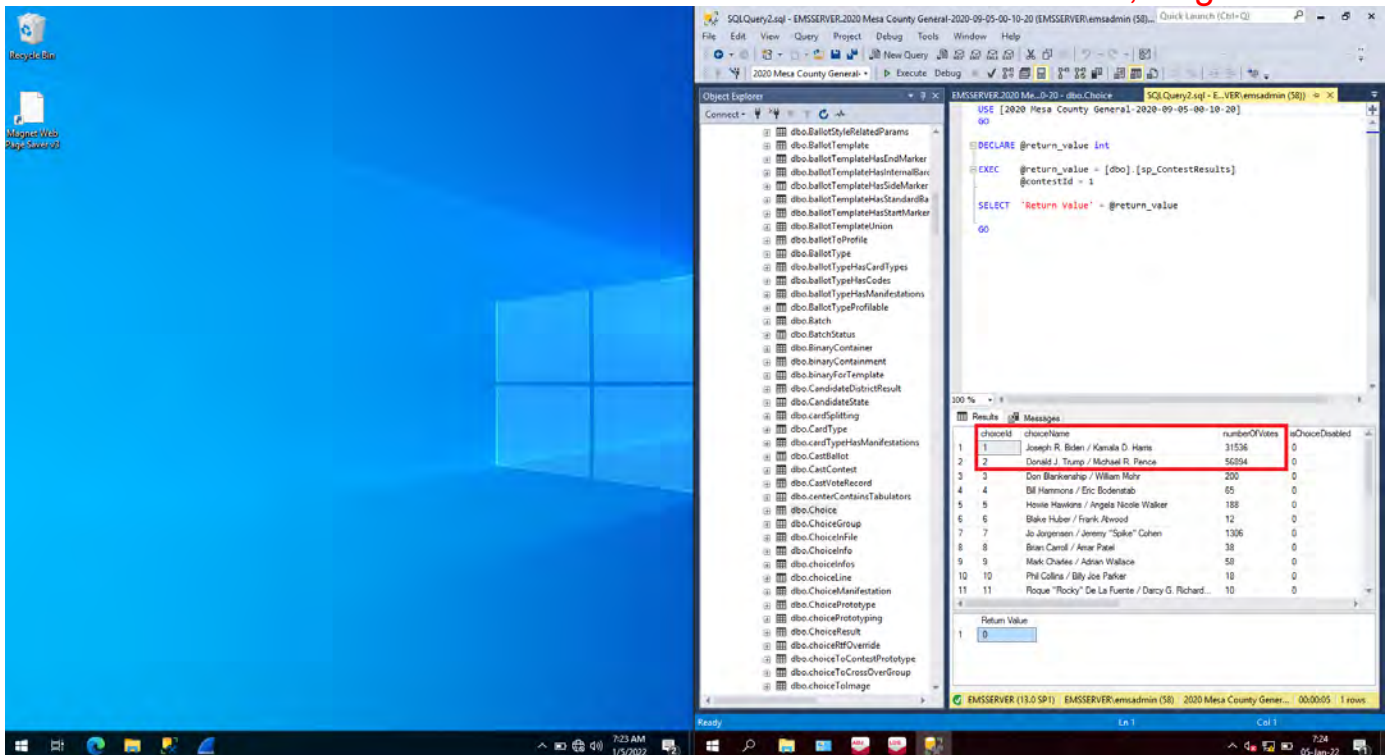 Recycle Bin
Magnet Web
Page Saver v3
7:23 AM
1/5/2022
SQLQuery2.sql - EMSSERVER.2020 Mesa County General-2020-09-05-00-10-20 (EMSSERVER\emsadmin (58))...
Quick Launch (Ctrl+Q)
File Edit View Query Project Debug Tools Window Help
New Query
2020 Mesa County General-
Execute Debug
Object Explorer
Connect
dbo.BallotStyleRelatedParams
dbo.BallotTemplate
dbo.ballotTemplateHasEndMarker
dbo.ballotTemplateHasInternalBarc
dbo.ballotTemplateHasSideMarker
dbo.ballotTemplateHasStandardBa
dbo.ballotTemplateHasStartMarker
dbo.BallotTemplateUnion
dbo.ballotToProfile
dbo.BallotType
dbo.ballotTypeHasCardTypes
dbo.ballotTypeHasCodes
dbo.ballotTypeHasManifestations
dbo.BallotTypeProfilable
dbo.Batch
dbo.BatchStatus
dbo.BinaryContainer
dbo.binaryContainment
dbo.binaryForTemplate
dbo.CandidateDistrictResult
dbo.CandidateState
dbo.cardSplitting
dbo.CardType
dbo.cardTypeHasManifestations
dbo.CastBallot
dbo.CastContest
dbo.CastVoteRecord
dbo.centerContainsTabulators
dbo.Choice
dbo.ChoiceGroup
dbo.ChoiceInFile
dbo.ChoiceInfo
dbo.choiceInfos
dbo.choiceLine
dbo.ChoiceManifestation
dbo.ChoicePrototype
dbo.choicePrototyping
dbo.ChoiceResult
dbo.choiceRtfOverride
dbo.choiceToContestPrototype
dbo.choiceToCrossOverGroup
dbo.choiceToImage
EMSSERVER.2020 Me...0-20 - dbo.Choice
SQLQuery2.sql - E...VER\emsadmin (58))
USE [2020 Mesa County General-2020-09-05-00-10-20]
GO
DECLARE @return_value int
EXEC @return_value = [dbo].[sp_ContestResults]
@contestId = 1
SELECT 'Return Value' = @return_value
GO
100 %
Results Messages
choiceId choiceName numberOfVotes isChoiceDisabled
1 1 Joseph R. Biden / Kamala D. Harris 31536 0
2 2 Donald J. Trump / Michael R. Pence 56894 0
3 3 Don Blankenship / William Mohr 200 0
4 4 Bill Hammons / Eric Bodenstab 65 0
5 5 Howie Hawkins / Angela Nicole Walker 188 0
6 6 Blake Huber / Frank Atwood 12 0
7 7 Jo Jorgensen / Jeremy "Spike" Cohen 1306 0
8 8 Brian Carroll / Amar Patel 38 0
9 9 Mark Charles / Adrian Wallace 58 0
10 10 Phil Collins / Billy Joe Parker 18 0
11 11 Roque "Rocky" De La Fuente / Darcy G. Richard... 10 0
Return Value
1 0
EMSSERVER (13.0 SP1) EMSSERVER\emsadmin (58) 2020 Mesa County Gener... 00:00:05 1 rows
Ready Ln 1 Col 1
7:24
05-Jan-22